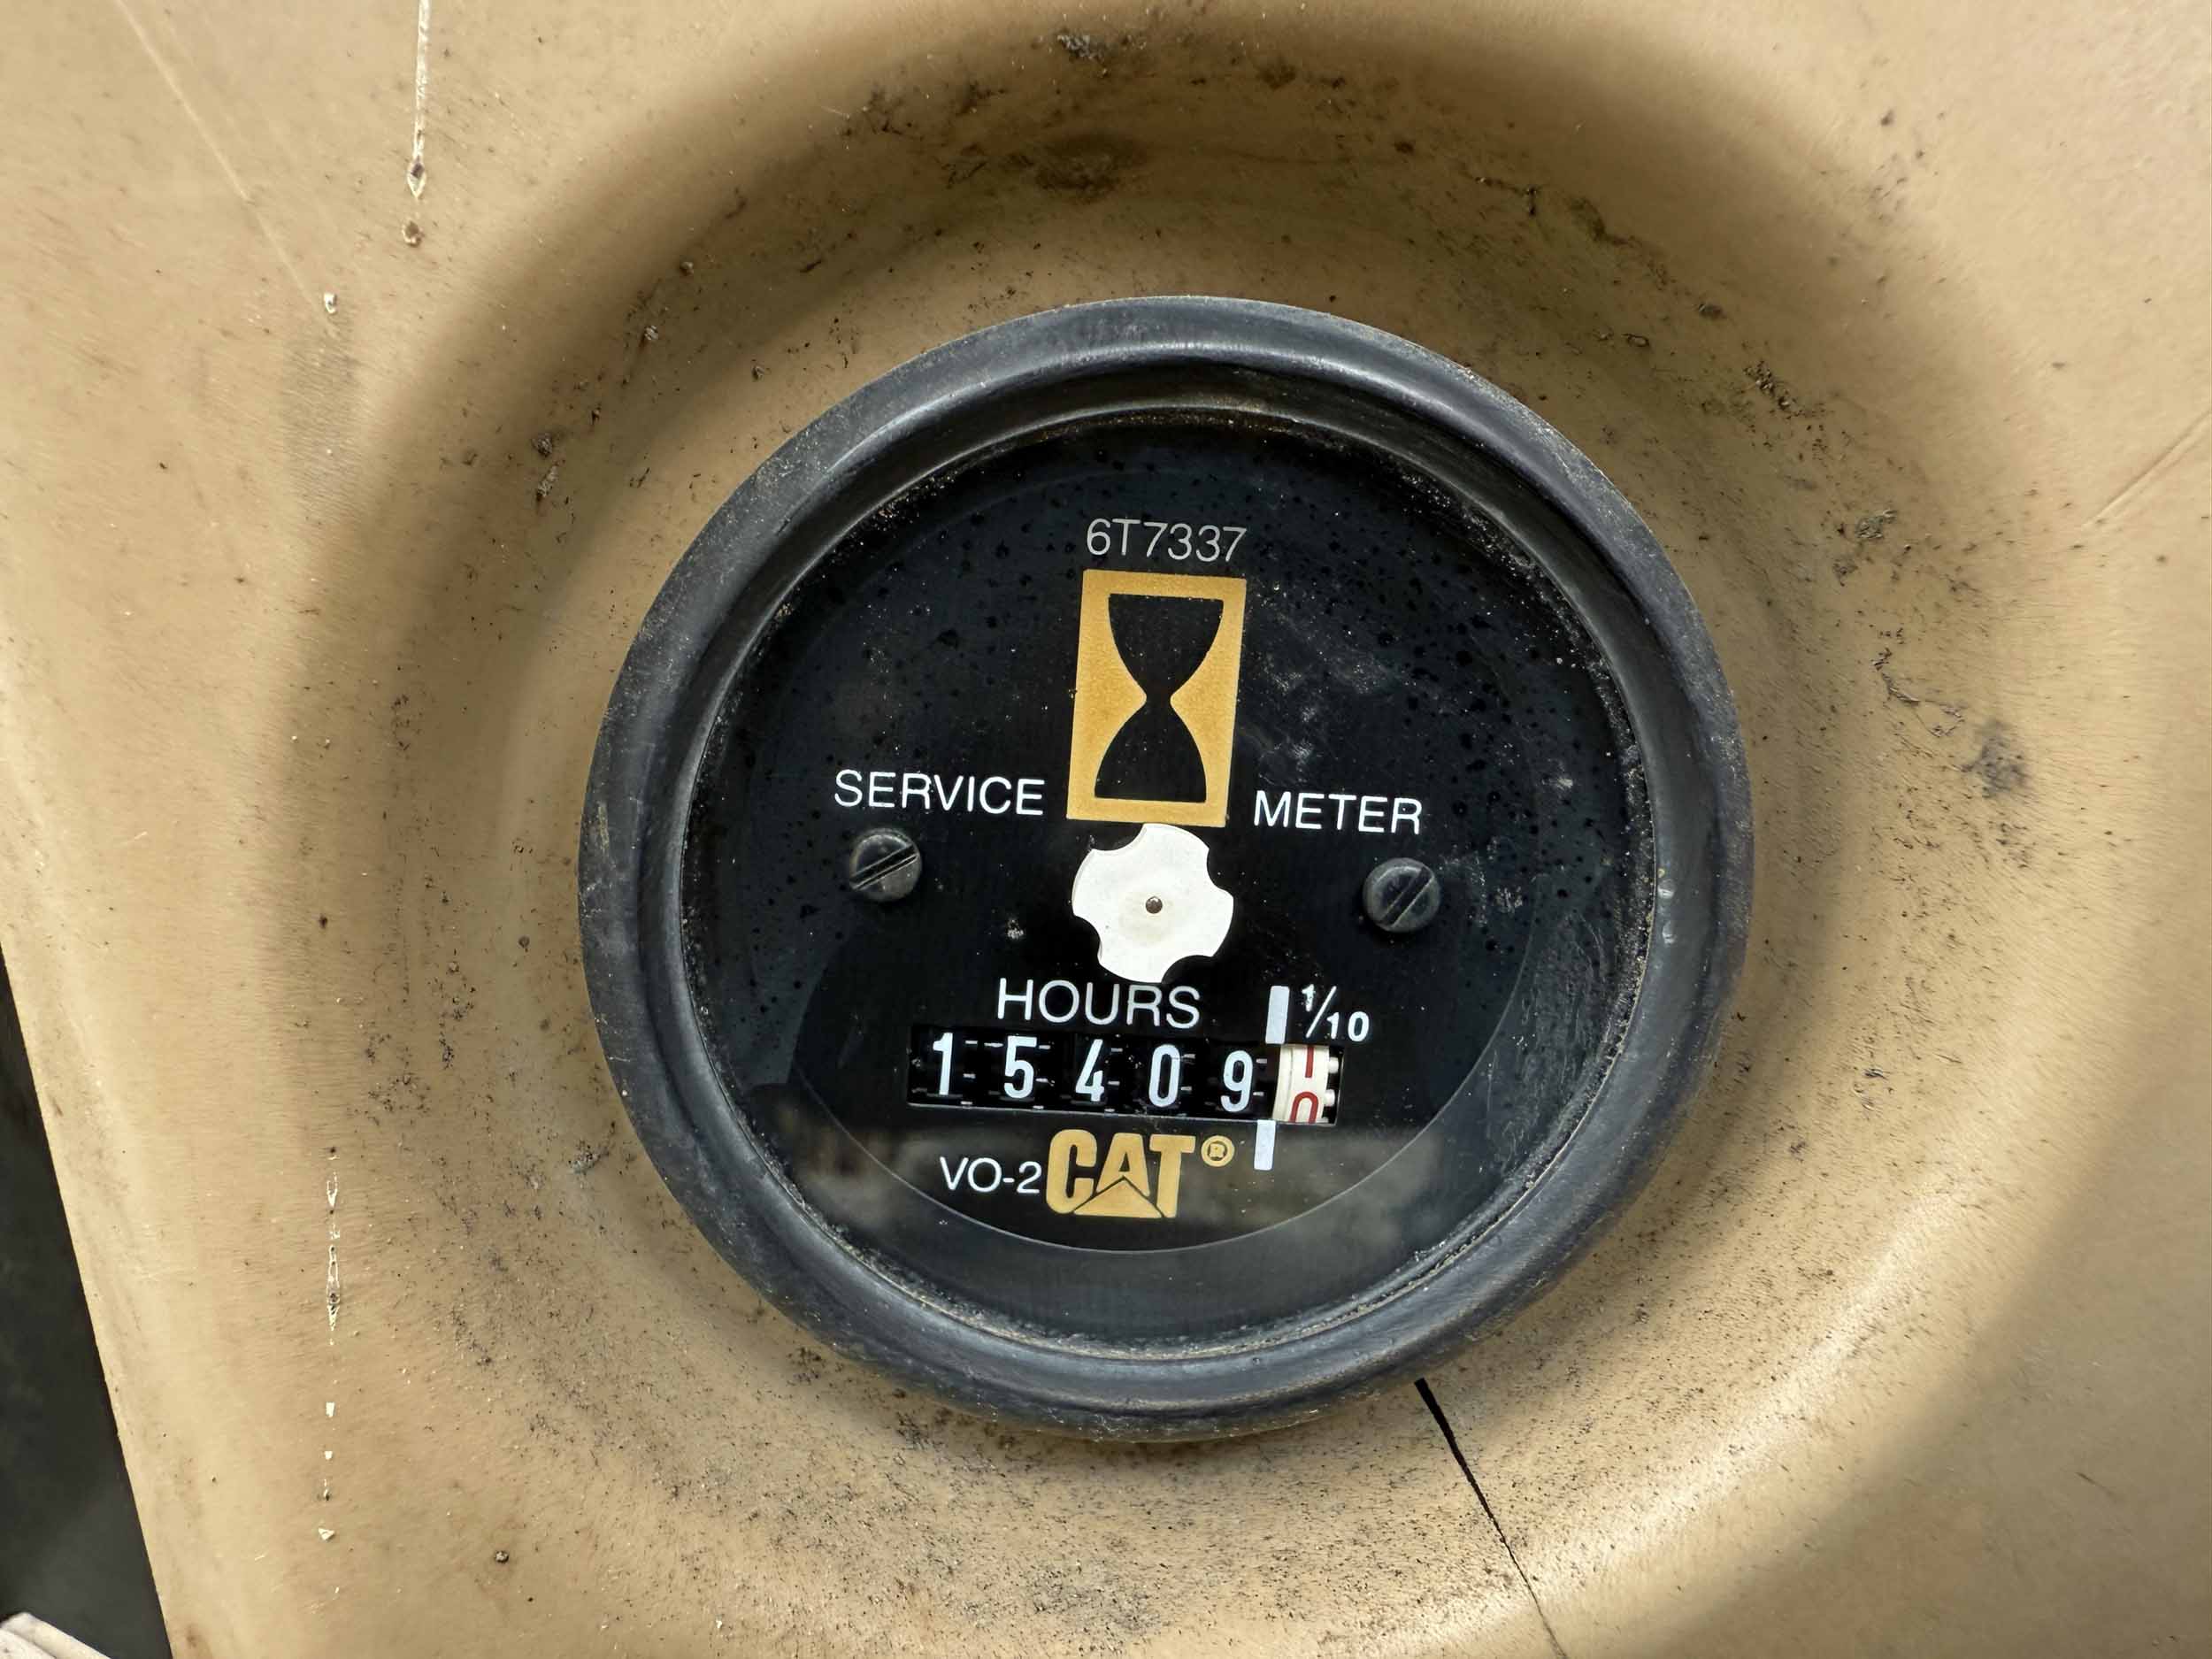 6T7337
SERVICE METER
HOURS 1/10
15409
VO-2 CAT®